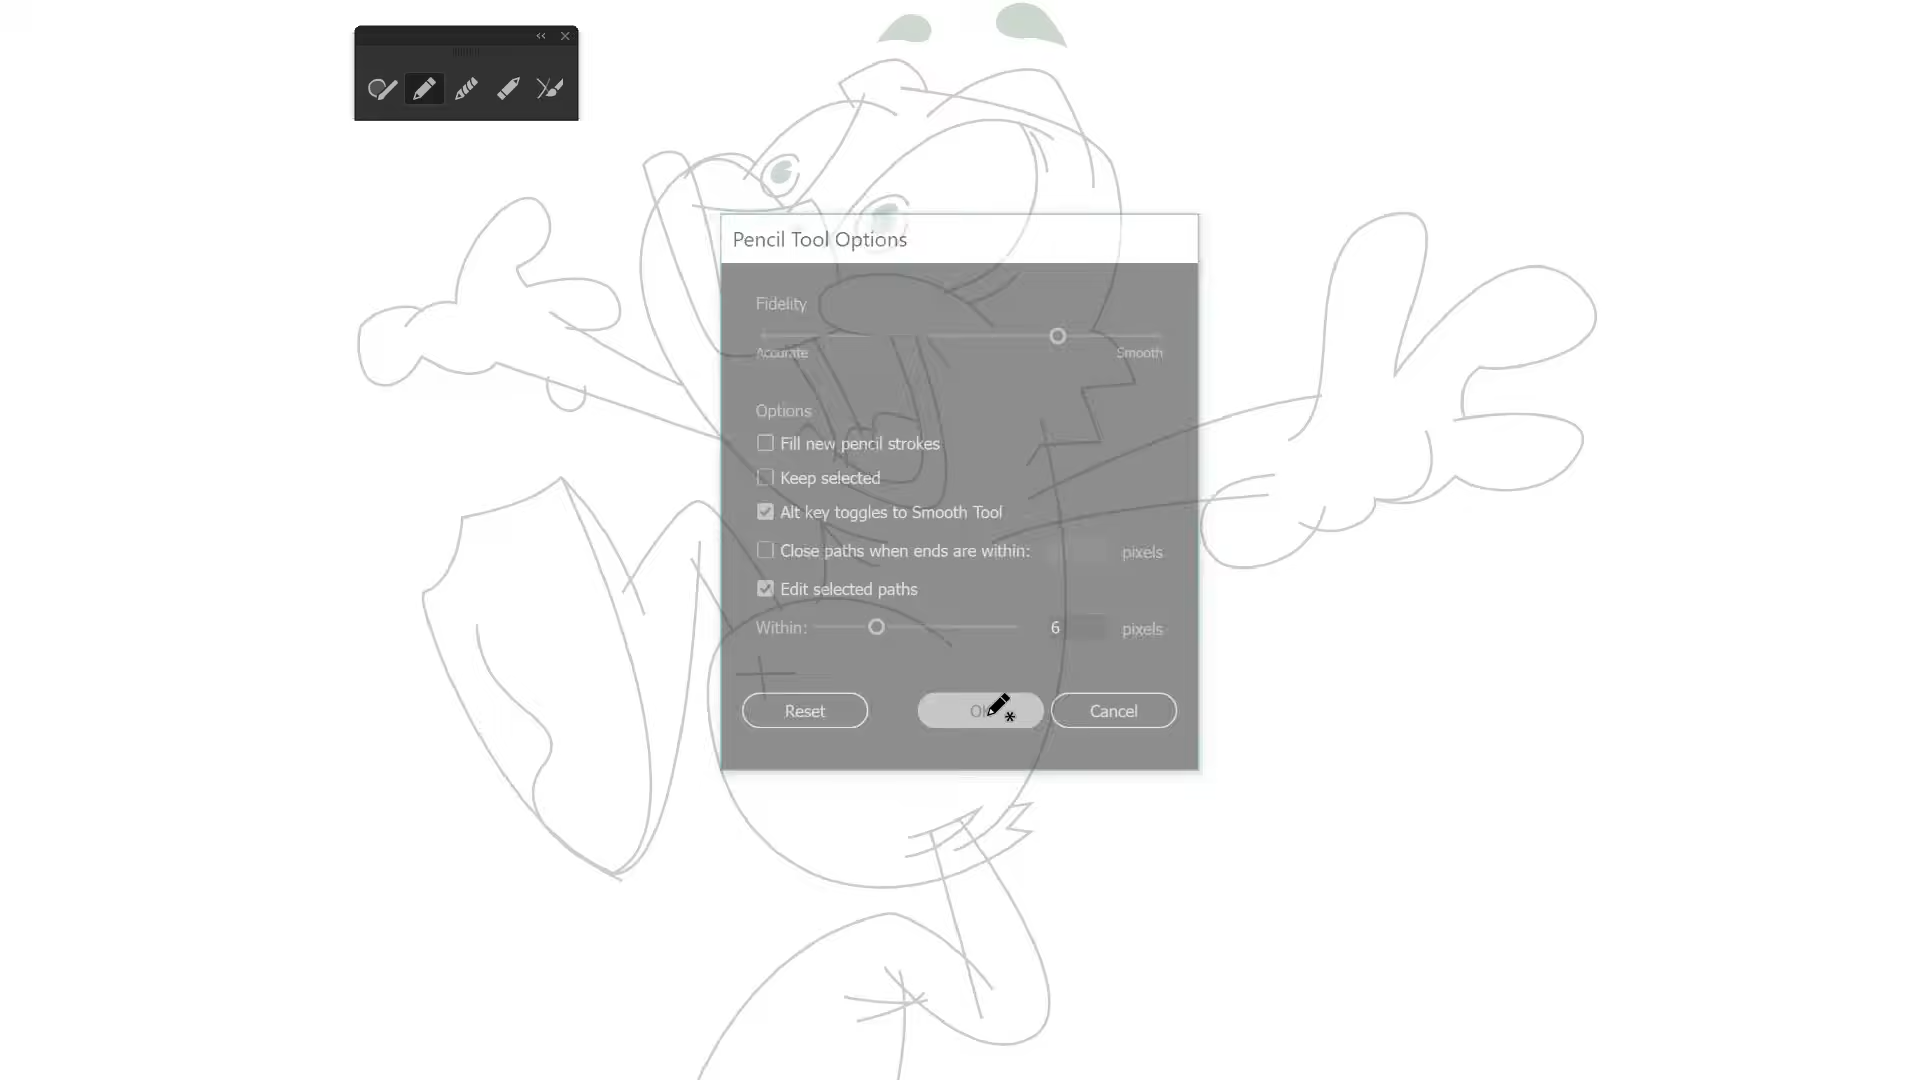 Pencil Tool Options
Fidelity
Accurate Smooth
Options
Fill new pencil strokes
Keep selected
Alt key toggles to Smooth Tool
Close paths when ends are within: pixels
Edit selected paths
Within: 6 pixels
Reset OK Cancel